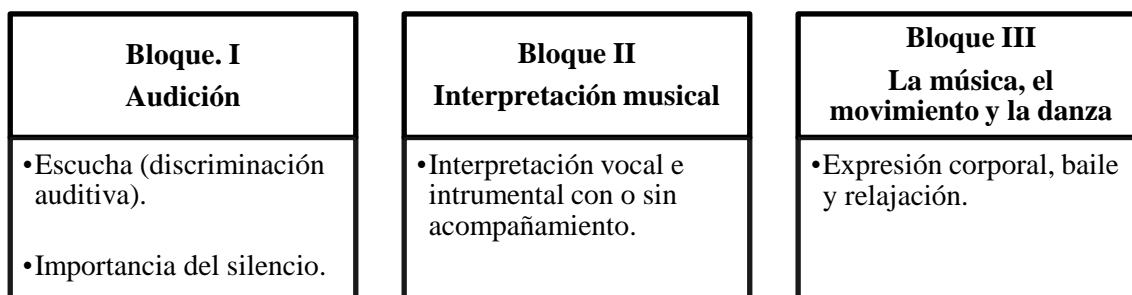 Bloque. I
Audición
•Escucha (discriminación
auditiva).
•Importancia del silencio.
Bloque II
Interpretación musical
•Interpretación vocal e
intrumental con o sin
acompañamiento.
Bloque III
La música, el
movimiento y la danza
•Expresión corporal, baile
y relajación.